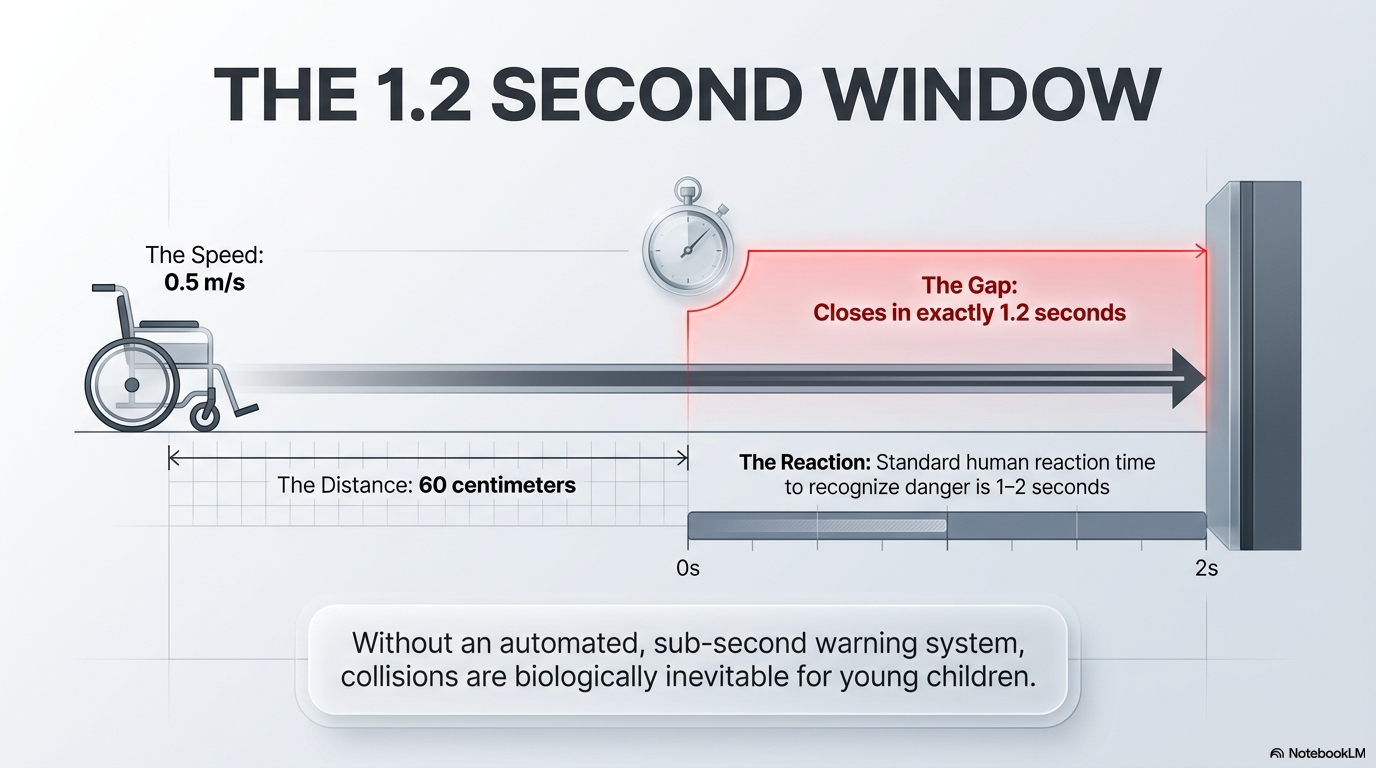 THE 1.2 SECOND WINDOW
The Speed:
0.5 m/s
The Gap:
Closes in exactly 1.2 seconds
The Distance: 60 centimeters
The Reaction: Standard human reaction time
to recognize danger is 1–2 seconds
0s
2s
Without an automated, sub-second warning system,
collisions are biologically inevitable for young children.
NotebookLM